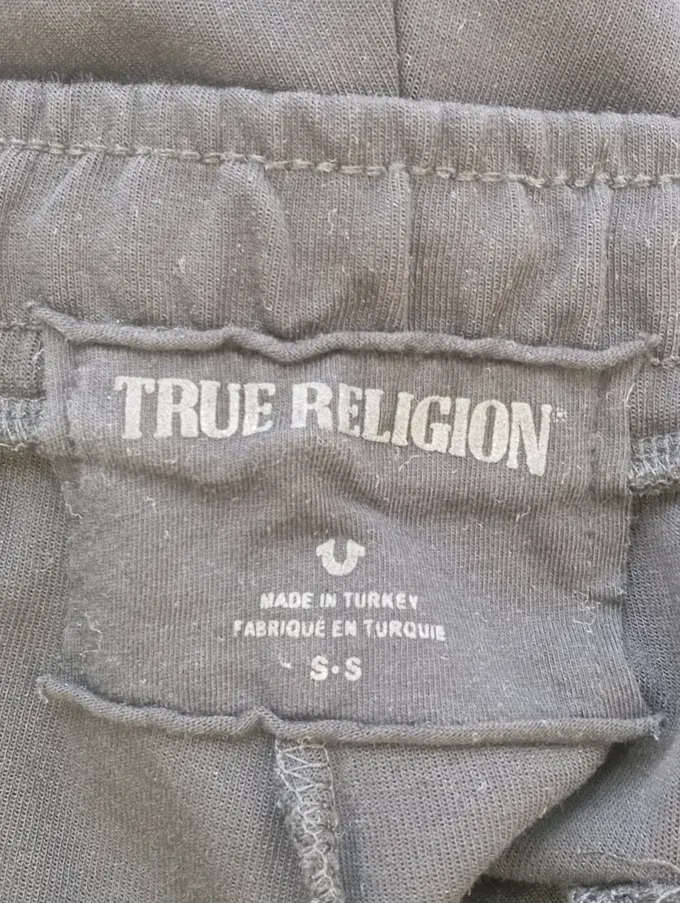 TRUE RELIGION®
MADE IN TURKEY
FABRIQUÉ EN TURQUIE
S•S